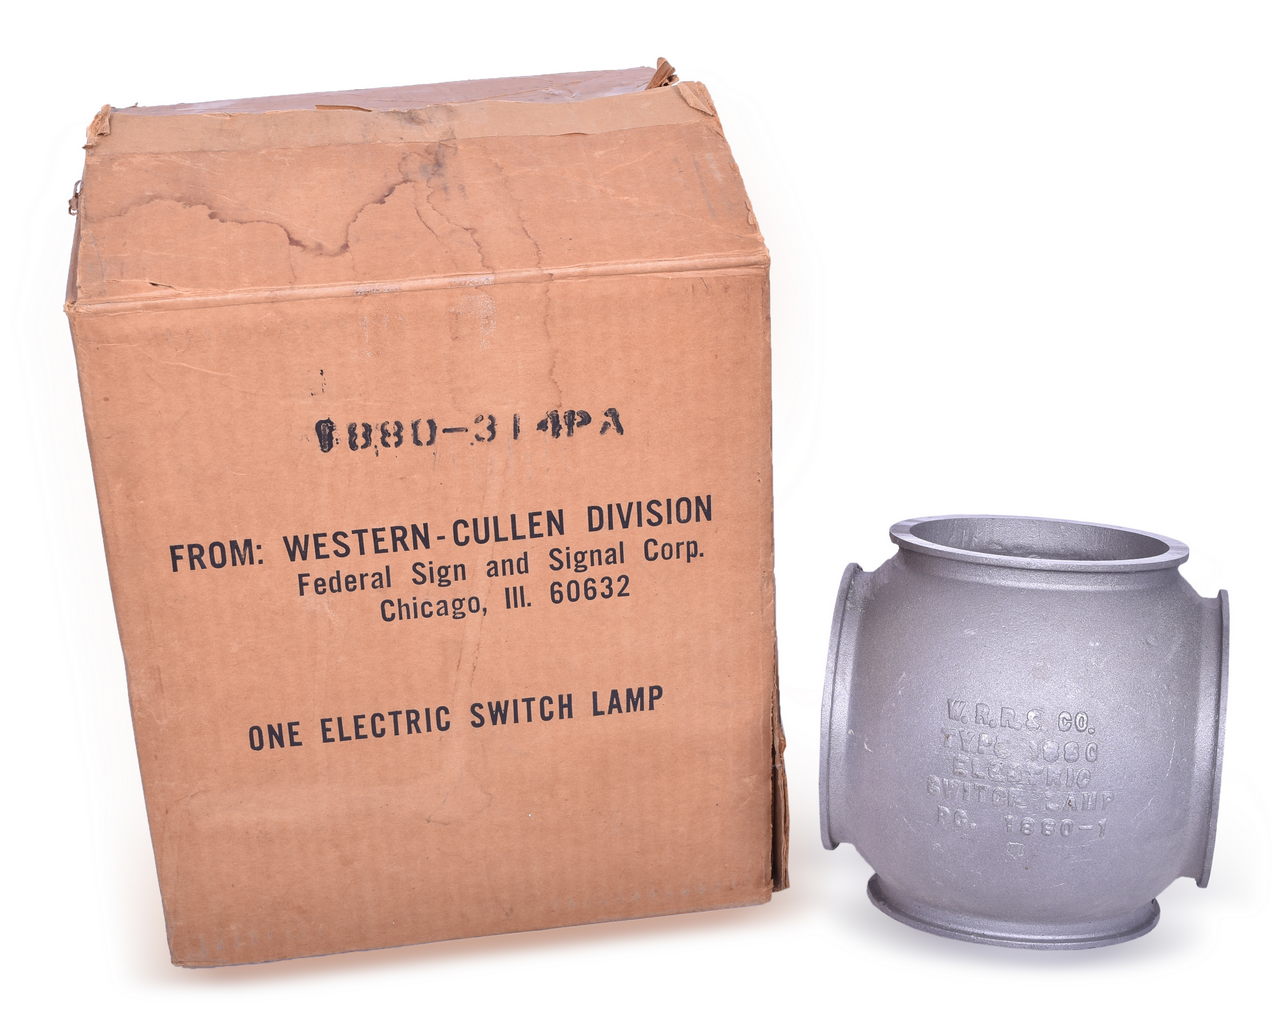 1880-314PA
FROM: WESTERN-CULLEN DIVISION
Federal Sign and Signal Corp.
Chicago, Ill. 60632
ONE ELECTRIC SWITCH LAMP
W.R.R.& CO.
TYPE 1880
ELECTRIC
SWITCH LAMP
PC. 1880-1